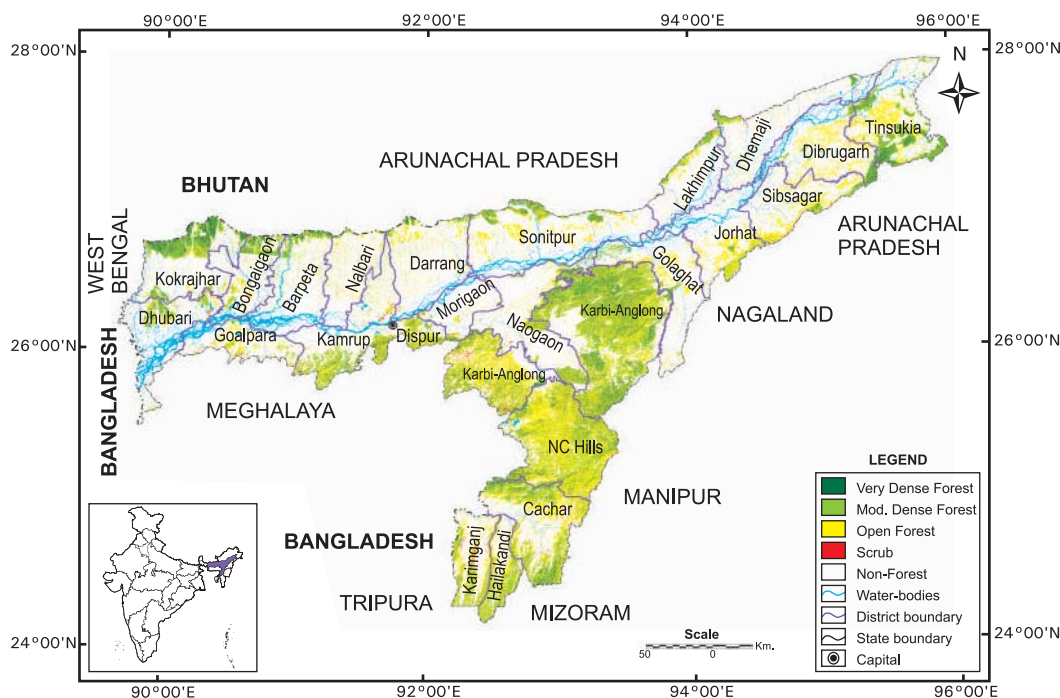 90°00'E
92°00'E
94°00'E
96°00'E
28°00'N
28°00'N
N
ARUNACHAL PRADESH
BHUTAN
WEST
BENGAL
Tinsukia
Dibrugarh
Dhemaji
Lakhimpur
Sibsagar
Jorhat
ARUNACHAL
PRADESH
Sonitpur
Golaghat
Kokrajhar
Bongaigaon
Barpeta
Nalbari
Darrang
Morigaon
Karbi-Anglong
NAGALAND
Dhubari
Goalpara
Kamrup
Dispur
Naogaon
26°00'N
26°00'N
BANGLADESH
Karbi-Anglong
MEGHALAYA
NC Hills
MANIPUR
Cachar
BANGLADESH
Karimganj
Hailakandi
TRIPURA
MIZORAM
LEGEND
Very Dense Forest
Mod. Dense Forest
Open Forest
Scrub
Non-Forest
Water-bodies
District boundary
State boundary
Capital
Scale
50 0 Km.
24°00'N
24°00'N
90°00'E
92°00'E
94°00'E
96°00'E